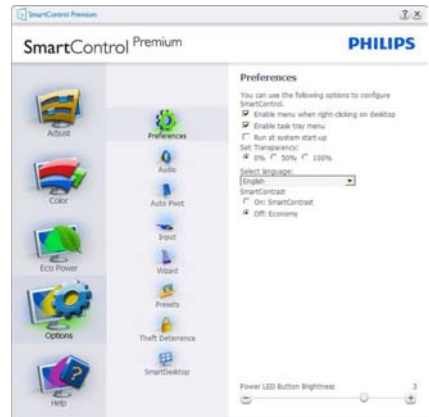 SmartControl Premium
SmartControl Premium
PHILIPS
Adjust
Color
Eco Power
Options
Help
Preferences
Audio
Auto Pivot
Input
Wizard
Presets
Theft Deterrence
SmartDesktop
Preferences
You can use the following options to configure
SmartControl.
Enable menu when right-clicking on desktop
Enable task tray menu
Run at system start-up
Set Transparency:
0% 50% 100%
Select language:
English
SmartContrast
On: SmartContrast
Off: Economy
Power LED Button Brightness 3